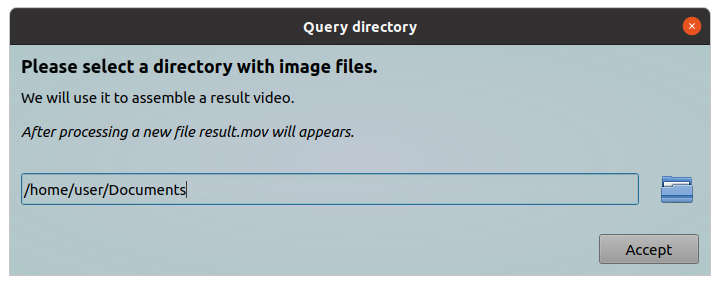 Query directory
Please select a directory with image files.
We will use it to assemble a result video.
After processing a new file result.mov will appears.
/home/user/Documents
Accept